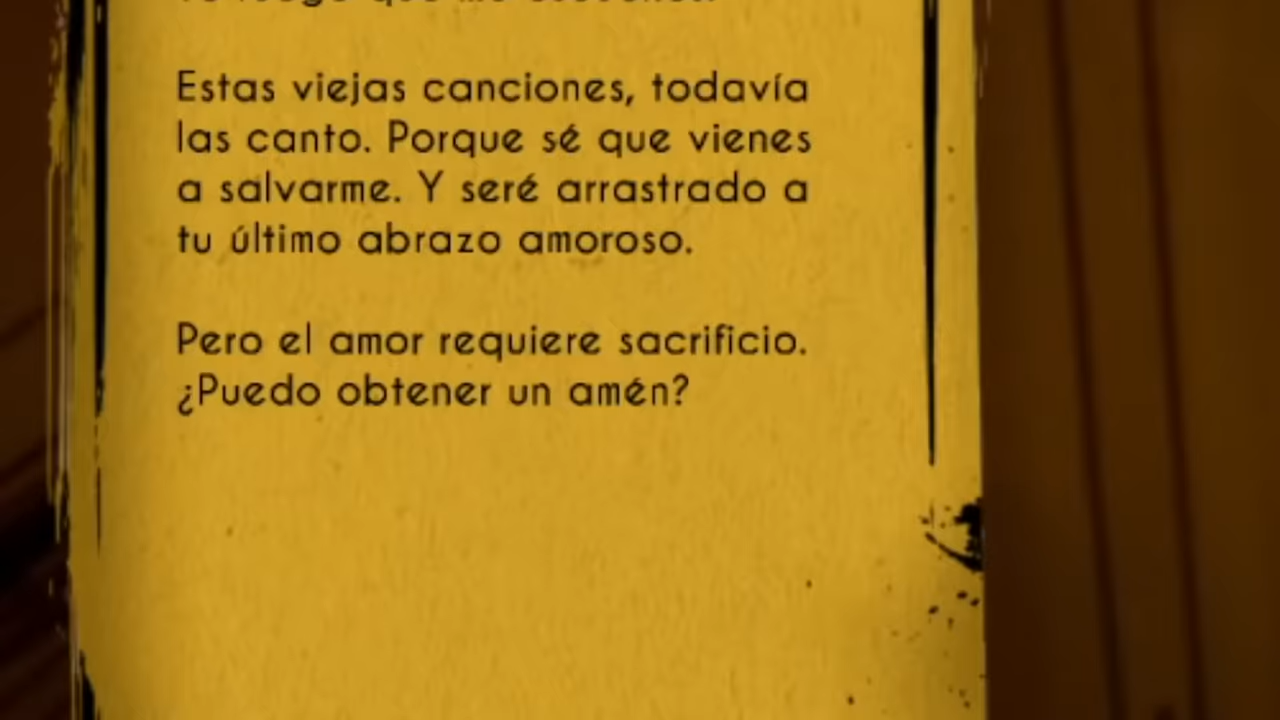 Estas viejas canciones, todavía
las canto. Porque sé que vienes
a salvarme. Y seré arrastrado a
tu último abrazo amoroso.
Pero el amor requiere sacrificio.
¿Puedo obtener un amén?